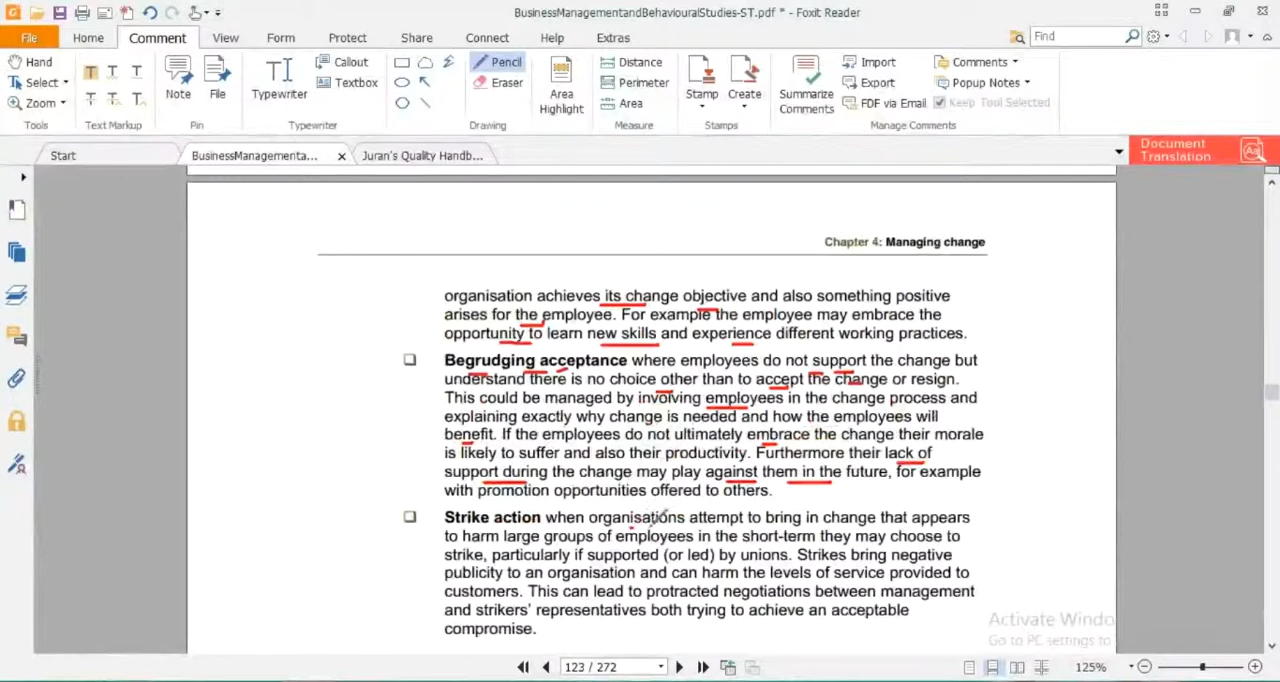 BusinessManagementandBehaviouralStudies-ST.pdf * - Foxit Reader
File Home Comment View Form Protect Share Connect Help Extras Find
Hand Callout Pencil Distance Import Comments
Select Note File Typewriter Textbox Eraser Area Perimeter Stamp Create Summarize Export Popup Notes
Zoom Highlight Area Comments FDF via Email Keep Tool Selected
Tools Text Markup Pin Typewriter Drawing Measure Stamps Manage Comments
Start BusinessManagementa... Juran's Quality Handb... Document
Translation
Chapter 4: Managing change
organisation achieves its change objective and also something positive
arises for the employee. For example the employee may embrace the
opportunity to learn new skills and experience different working practices.
Begrudging acceptance where employees do not support the change but
understand there is no choice other than to accept the change or resign.
This could be managed by involving employees in the change process and
explaining exactly why change is needed and how the employees will
benefit. If the employees do not ultimately embrace the change their morale
is likely to suffer and also their productivity. Furthermore their lack of
support during the change may play against them in the future, for example
with promotion opportunities offered to others.
Strike action when organisations attempt to bring in change that appears
to harm large groups of employees in the short-term they may choose to
strike, particularly if supported (or led) by unions. Strikes bring negative
publicity to an organisation and can harm the levels of service provided to
customers. This can lead to protracted negotiations between management
and strikers' representatives both trying to achieve an acceptable
compromise.
Activate Windo
Go to PC settings to
123 / 272 125%